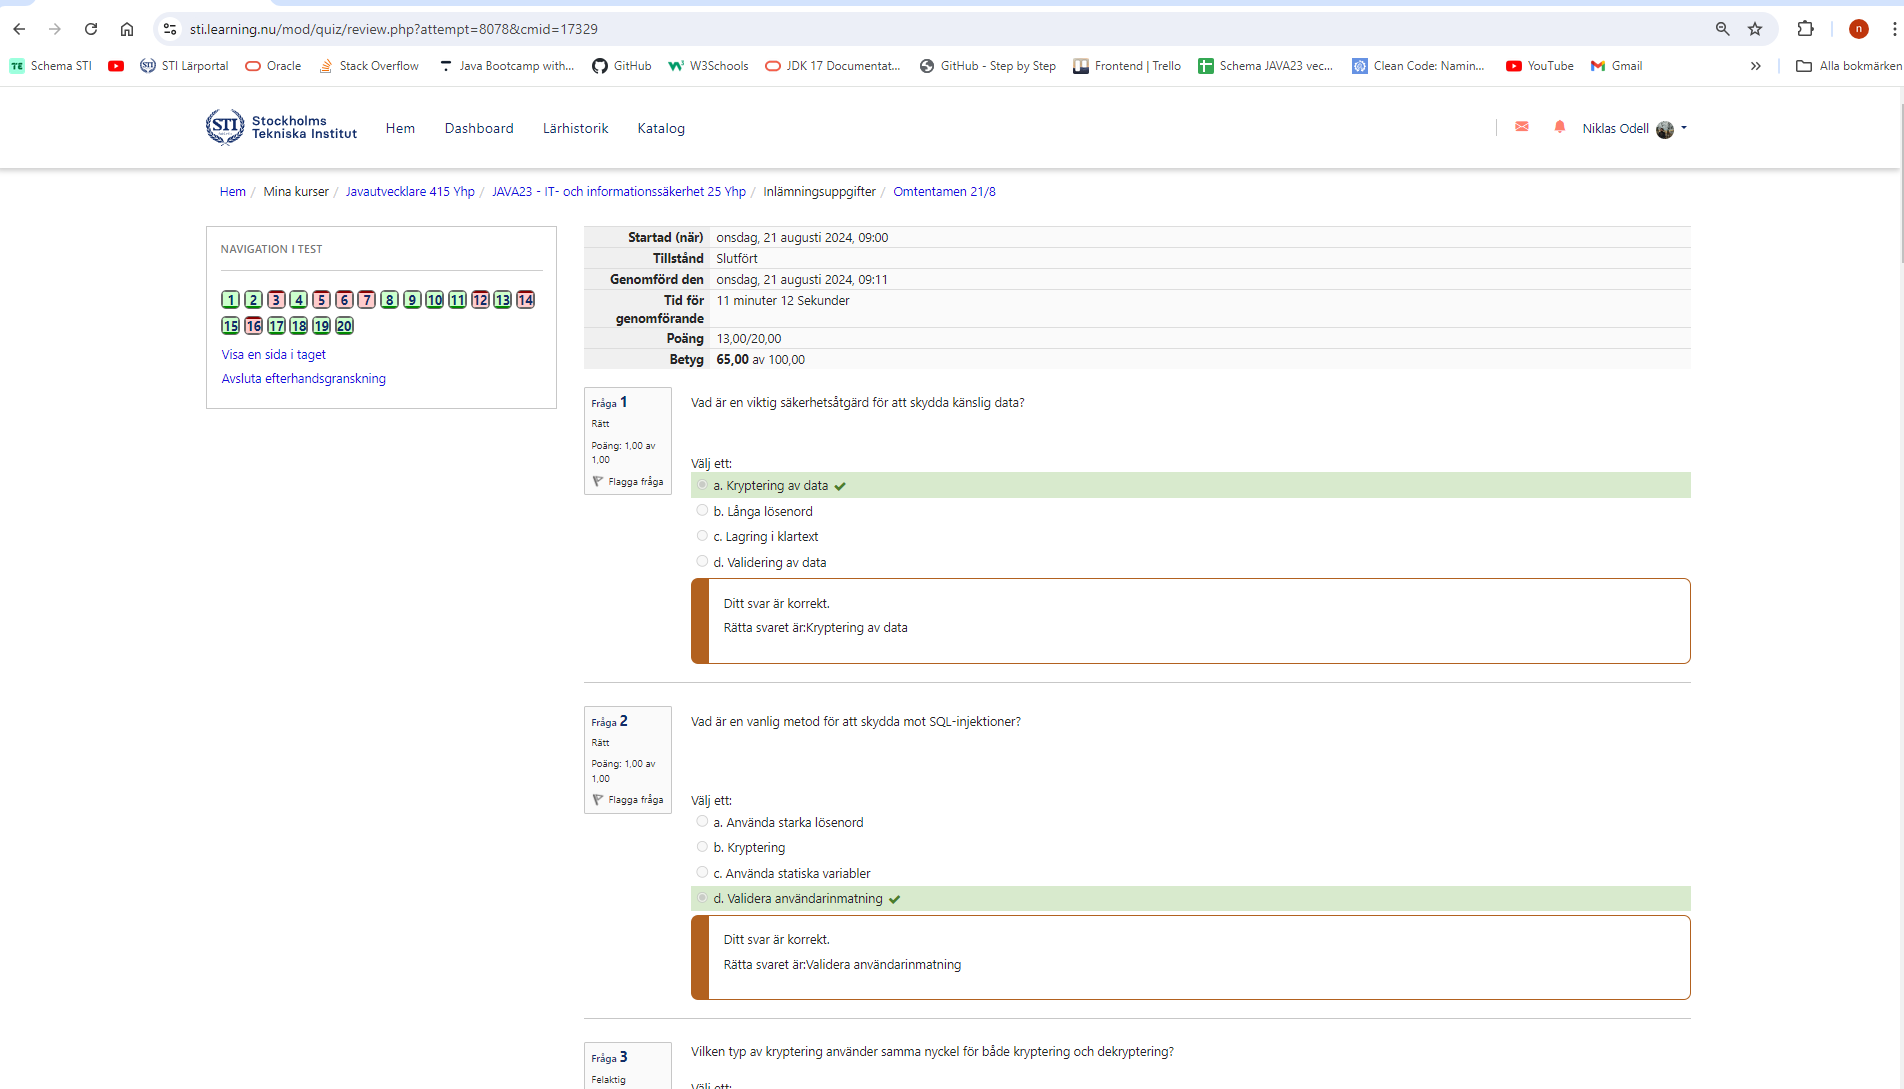 sti.learning.nu/mod/quiz/review.php?attempt=8078&cmid=17329
n
TE Schema STI
STI STI Lärportal
Oracle
Stack Overflow
Java Bootcamp with...
GitHub
W3Schools
JDK 17 Documentat...
GitHub - Step by Step
Frontend | Trello
Schema JAVA23 vec...
Clean Code: Namin...
YouTube
Gmail
Alla bokmärken
STI Stockholms
Tekniska Institut
Hem
Dashboard
Lärhistorik
Katalog
Niklas Odell
Hem / Mina kurser / Javautvecklare 415 Yhp / JAVA23 - IT- och informationssäkerhet 25 Yhp / Inlämningsuppgifter / Omtentamen 21/8
NAVIGATION I TEST
1 2 3 4 5 6 7 8 9 10 11 12 13 14
15 16 17 18 19 20
Visa en sida i taget
Avsluta efterhandsgranskning
Startad (när) onsdag, 21 augusti 2024, 09:00
Tillstånd Slutfört
Genomförd den onsdag, 21 augusti 2024, 09:11
Tid för genomförande 11 minuter 12 Sekunder
Poäng 13,00/20,00
Betyg 65,00 av 100,00
Fråga 1
Rätt
Poäng: 1,00 av
1,00
Flagga fråga
Vad är en viktig säkerhetsåtgärd för att skydda känslig data?
Välj ett:
a. Kryptering av data
b. Långa lösenord
c. Lagring i klartext
d. Validering av data
Ditt svar är korrekt.
Rätta svaret är:Kryptering av data
Fråga 2
Rätt
Poäng: 1,00 av
1,00
Flagga fråga
Vad är en vanlig metod för att skydda mot SQL-injektioner?
Välj ett:
a. Använda starka lösenord
b. Kryptering
c. Använda statiska variabler
d. Validera användarinmatning
Ditt svar är korrekt.
Rätta svaret är:Validera användarinmatning
Fråga 3
Felaktig
Vilken typ av kryptering använder samma nyckel för både kryptering och dekryptering?
Välj ett: